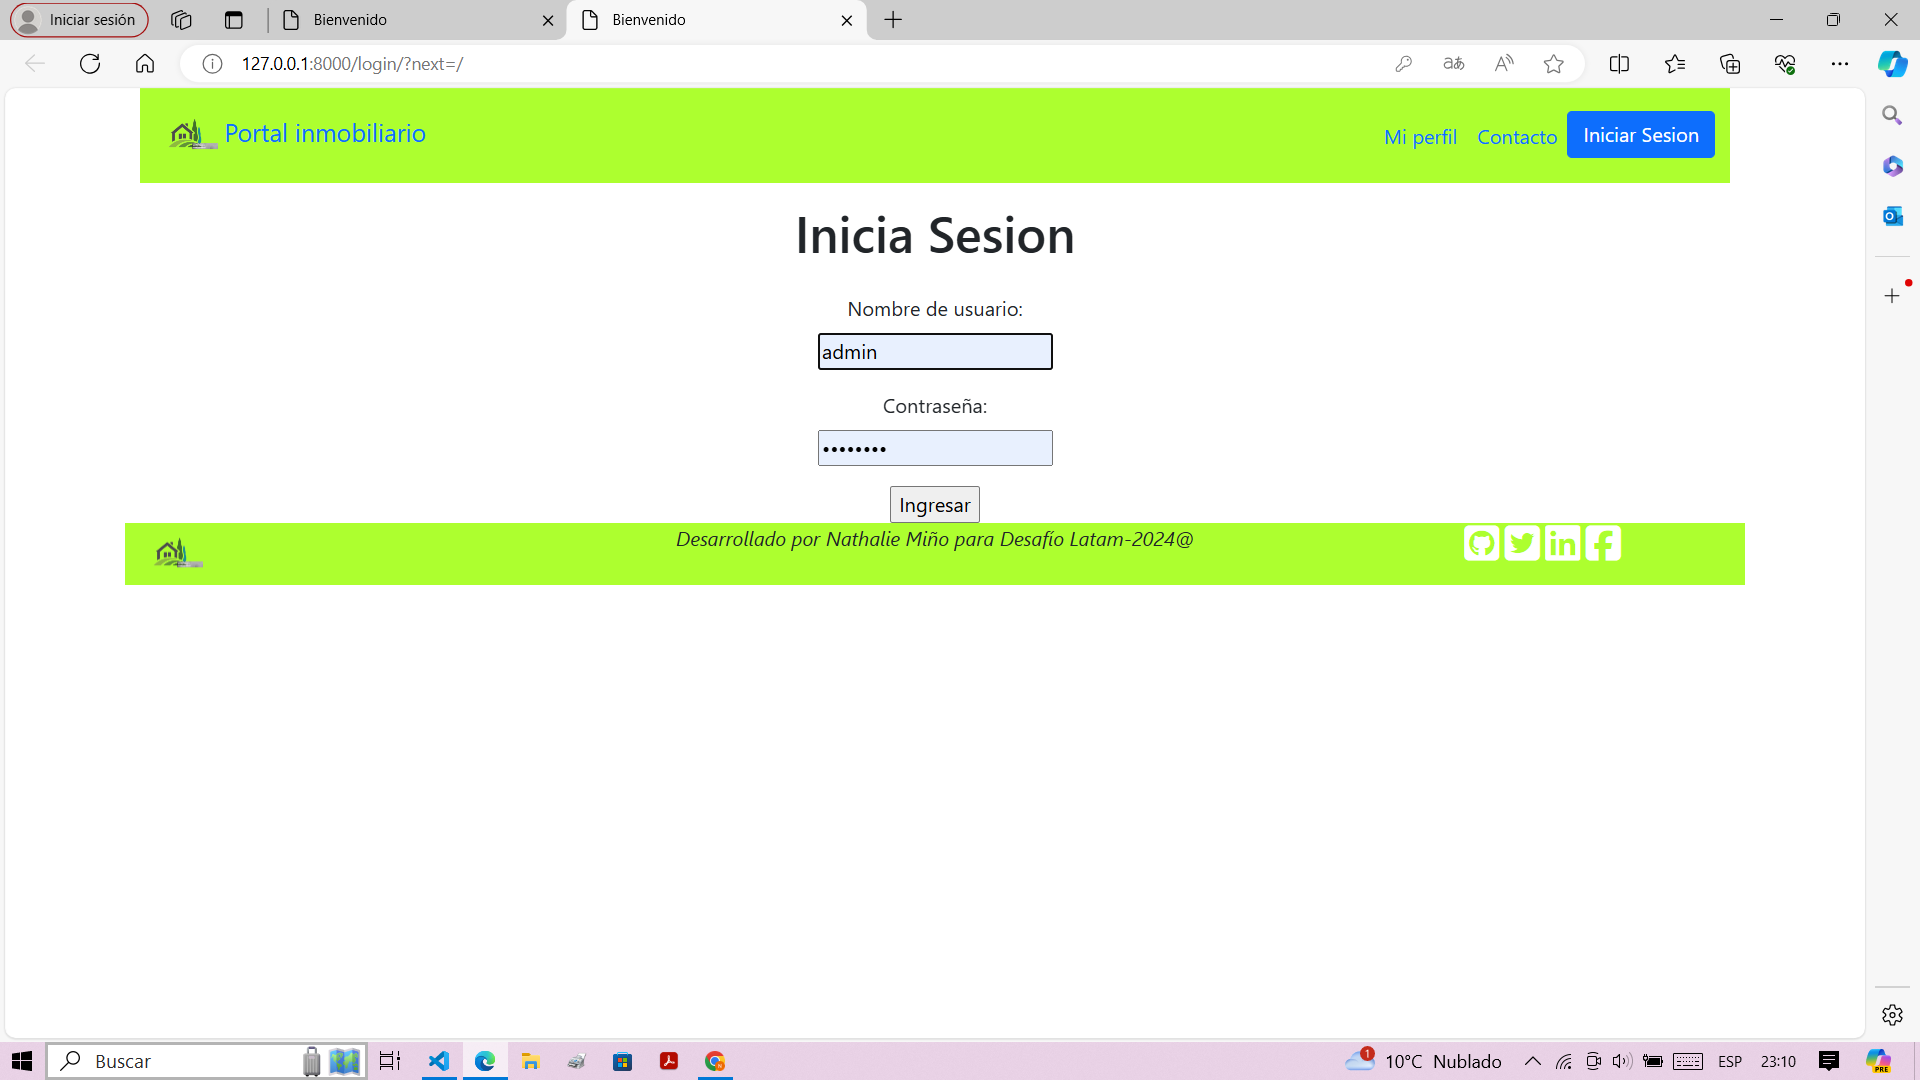 Iniciar sesión
Bienvenido
Bienvenido
127.0.0.1:8000/login/?next=/
Portal inmobiliario
Mi perfil
Contacto
Iniciar Sesion
Inicia Sesion
Nombre de usuario:
admin
Contraseña:
••••••••
Ingresar
Desarrollado por Nathalie Miño para Desafío Latam-2024@
Buscar
1
10°C Nublado
ESP
23:10
PRE